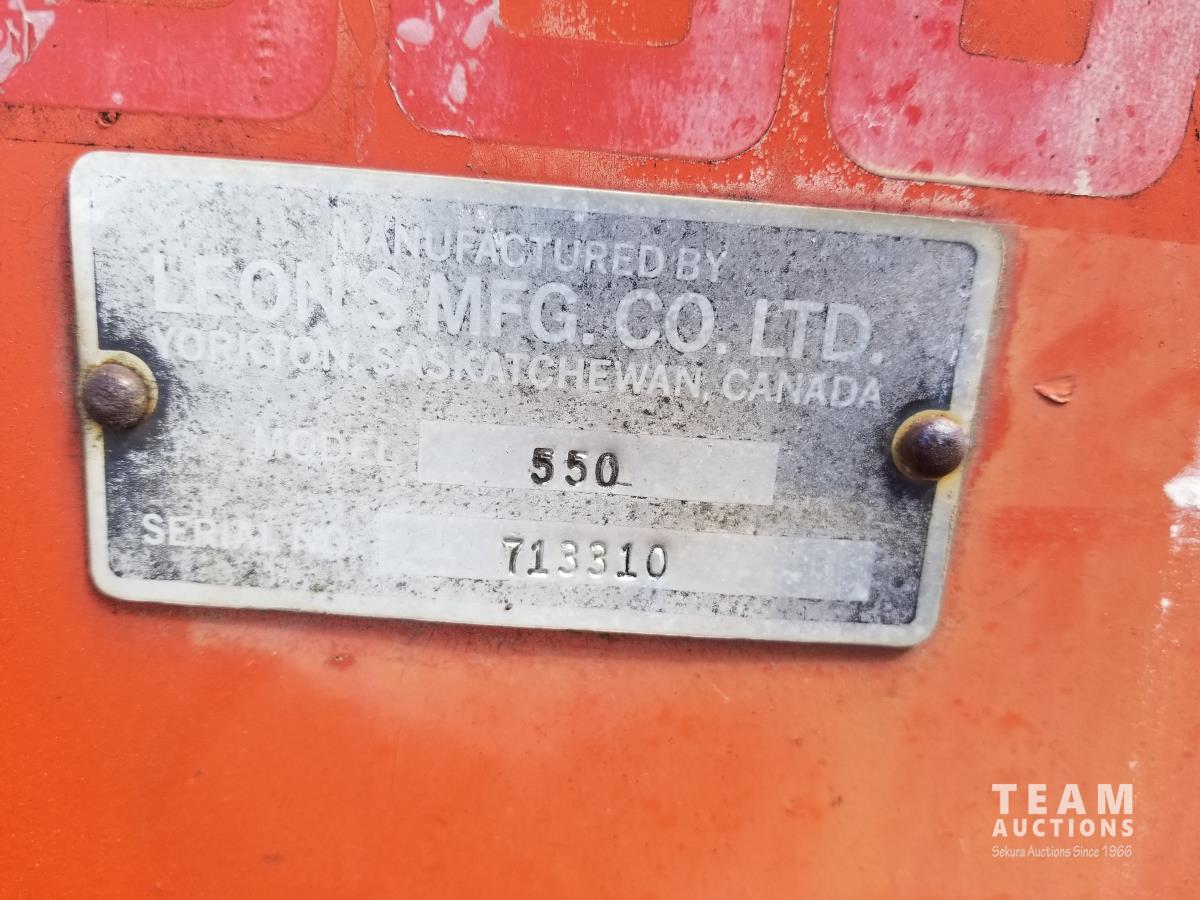 MANUFACTURED BY
LEON'S MFG. CO. LTD.
YORKTON, SASKATCHEWAN, CANADA
MODEL 550
SERIAL NO. 713310
TEAM
AUCTIONS
Sekura Auctions Since 1966